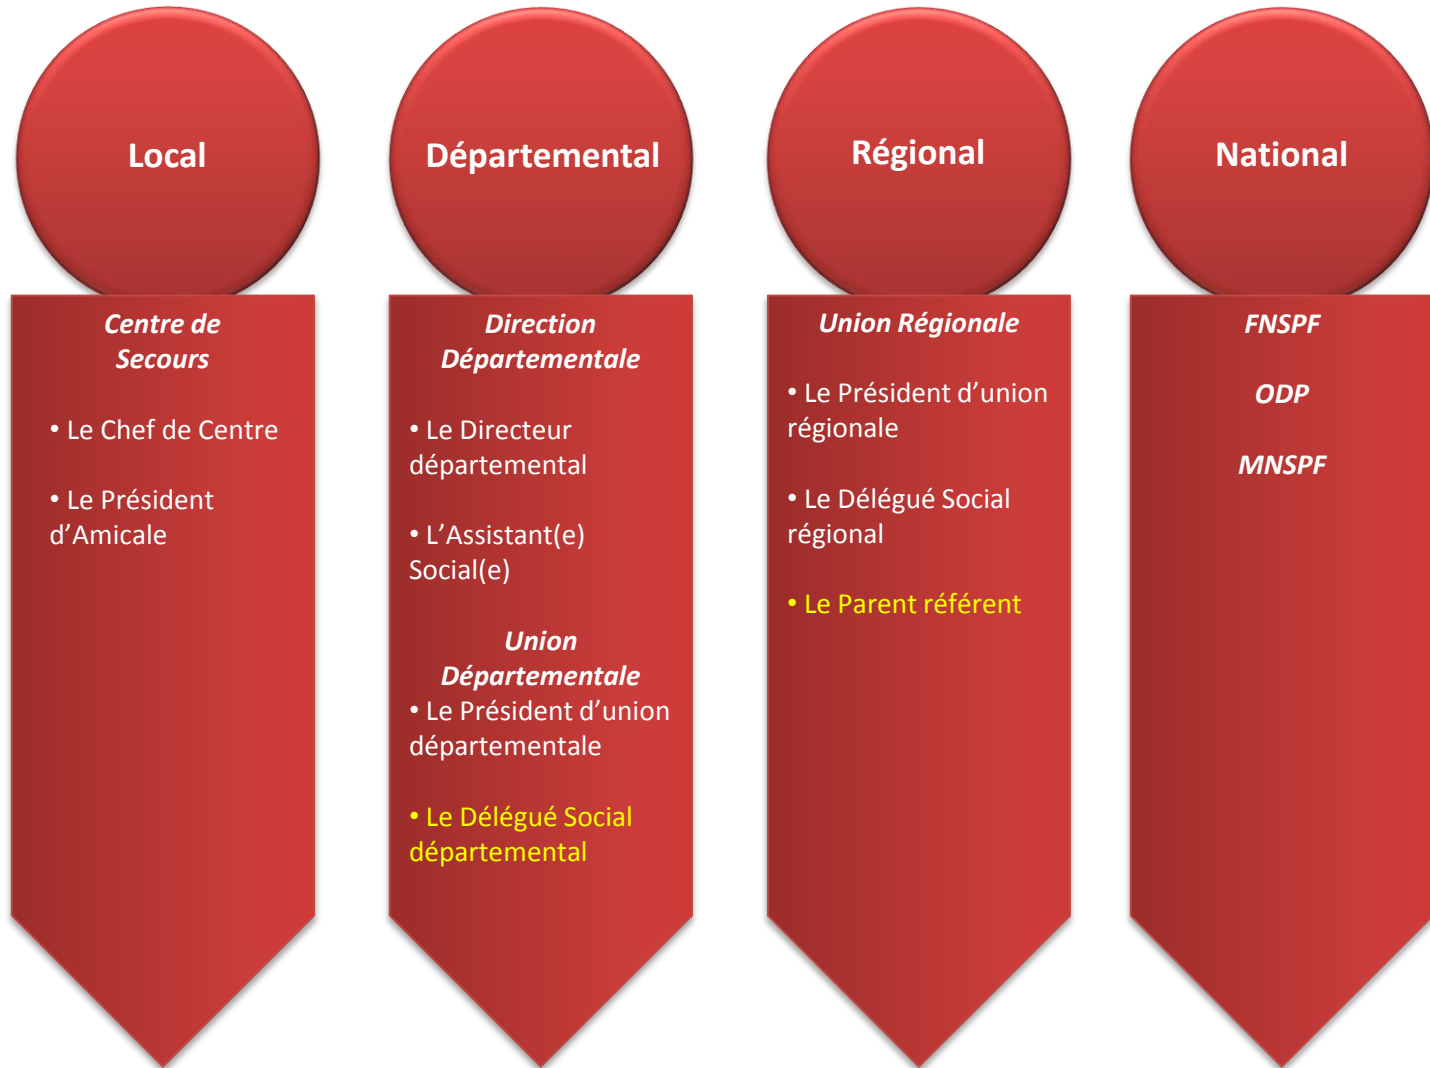 Local
Centre de
Secours
• Le Chef de Centre
• Le Président
d’Amicale
Départemental
Direction
Départementale
• Le Directeur
départemental
• L’Assistant(e)
Social(e)
Union
Départementale
• Le Président d’union
départementale
• Le Délégué Social
départemental
Régional
Union Régionale
• Le Président d’union
régionale
• Le Délégué Social
régional
• Le Parent référent
National
FNSPF
ODP
MNSPF